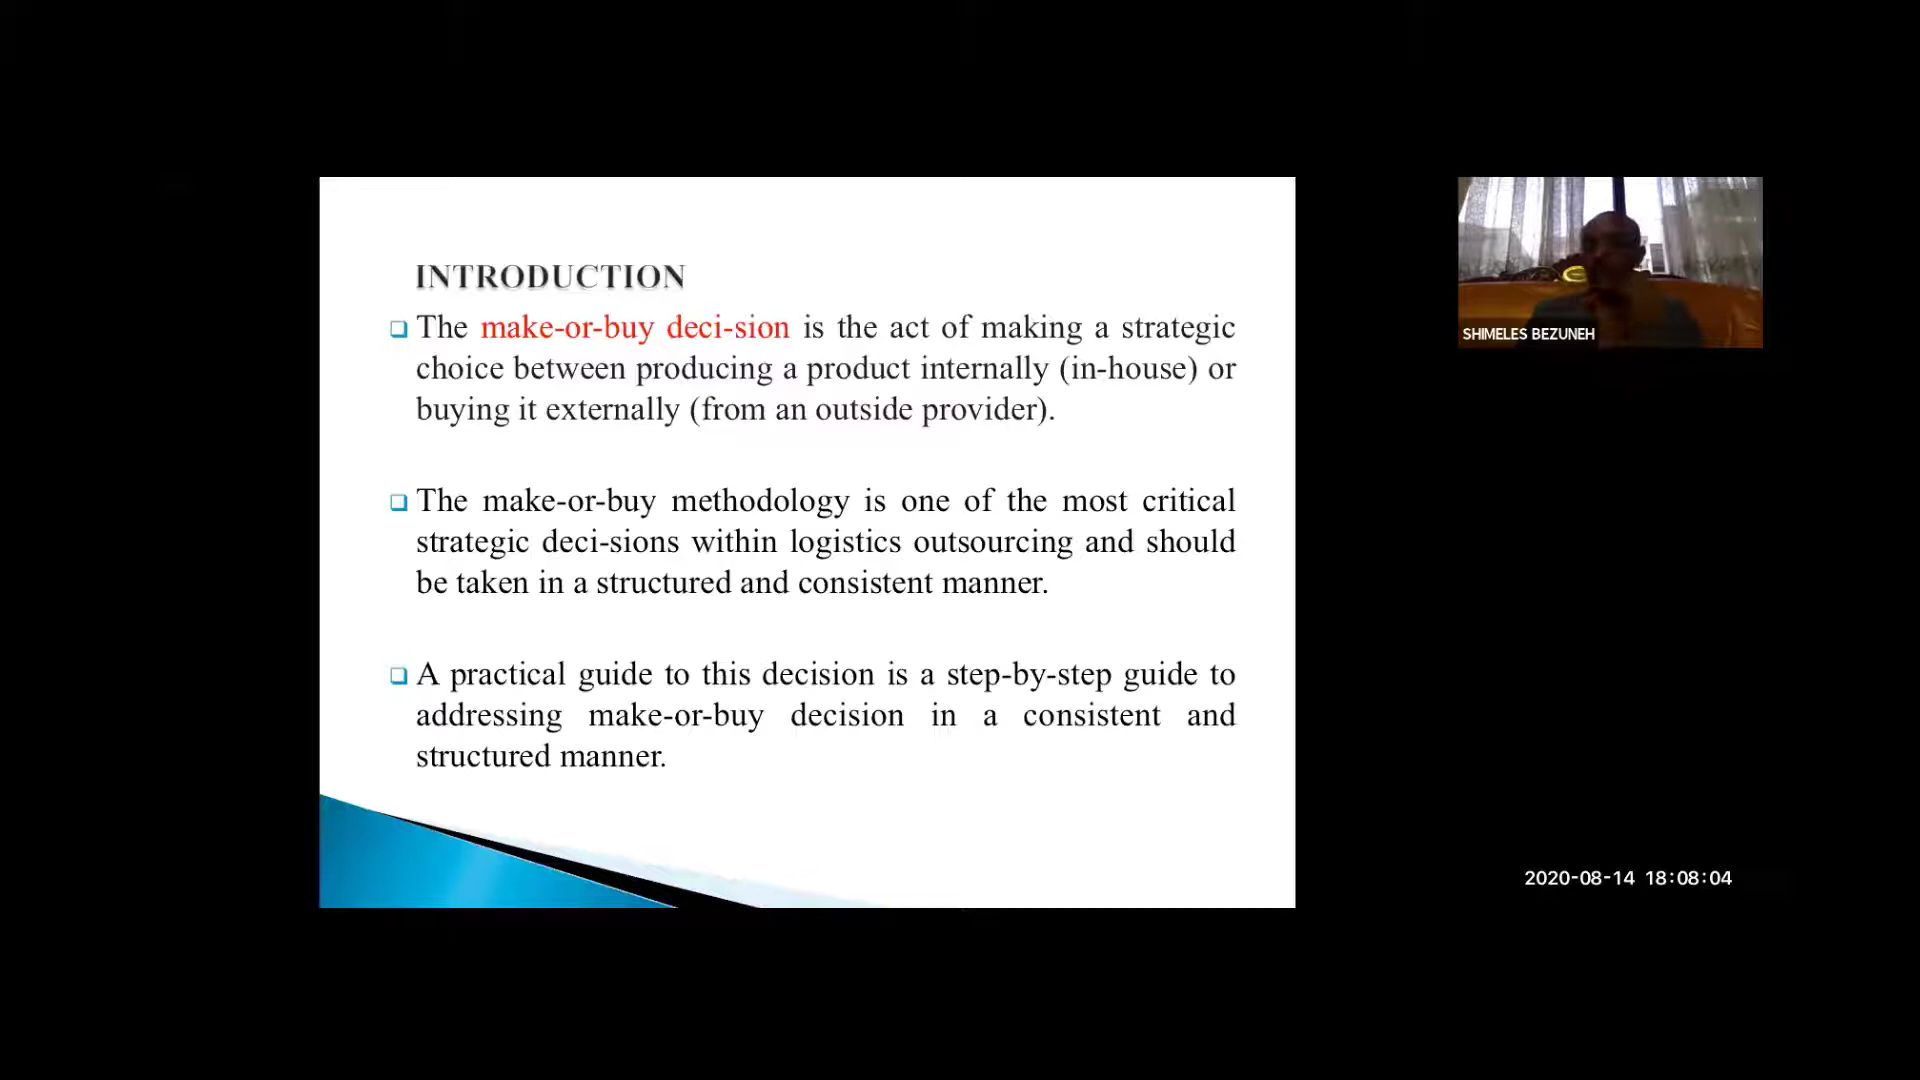 INTRODUCTION
The make-or-buy deci-sion is the act of making a strategic
choice between producing a product internally (in-house) or
buying it externally (from an outside provider).
The make-or-buy methodology is one of the most critical
strategic deci-sions within logistics outsourcing and should
be taken in a structured and consistent manner.
A practical guide to this decision is a step-by-step guide to
addressing make-or-buy decision in a consistent and
structured manner.
SHIMELES BEZUNEH
2020-08-14 18:08:04